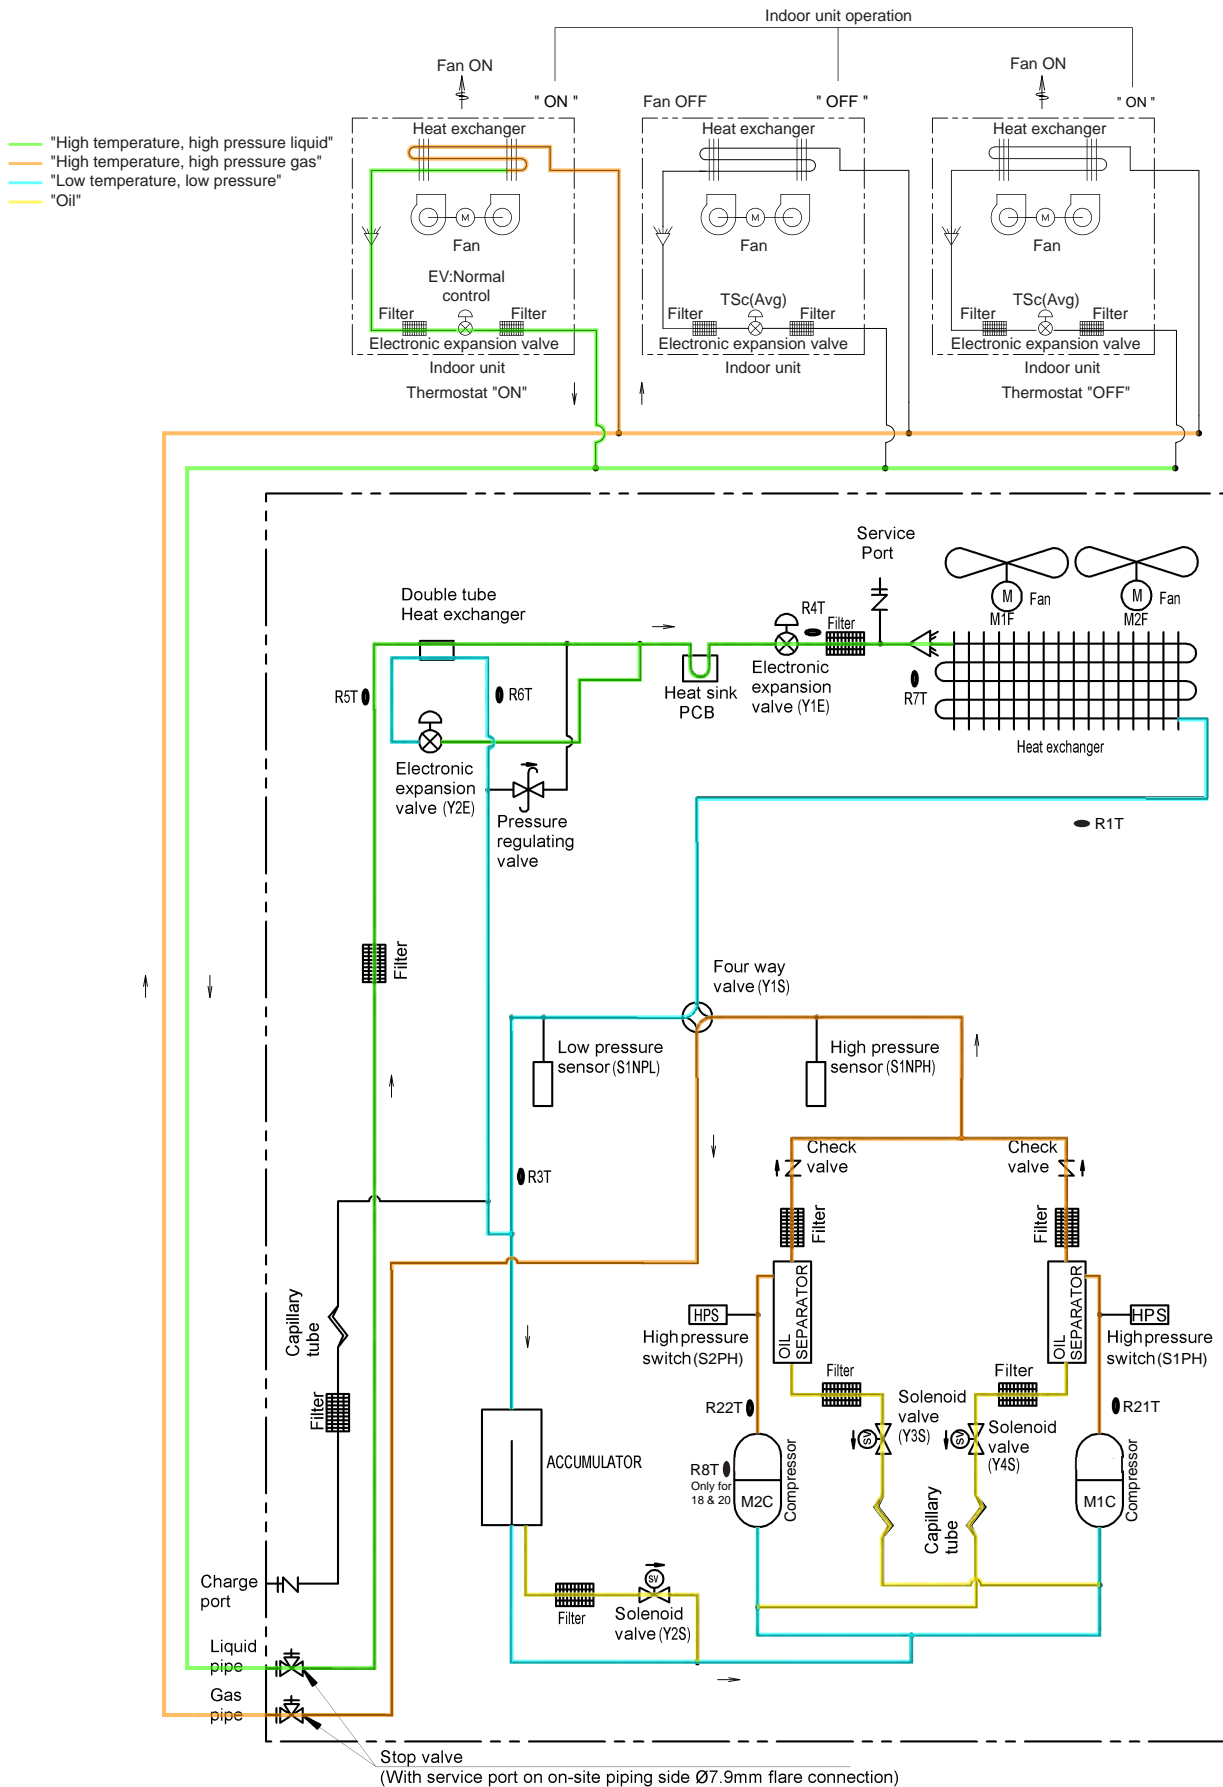 Indoor unit operation
Fan ON
" ON "
Fan OFF
" OFF "
Fan ON
" ON "
"High temperature, high pressure liquid"
"High temperature, high pressure gas"
"Low temperature, low pressure"
"Oil"
Heat exchanger
M
Fan
EV:Normal
control
Filter
Filter
Electronic expansion valve
Indoor unit
Thermostat "ON"
Heat exchanger
M
Fan
TSc(Avg)
Filter
Filter
Electronic expansion valve
Indoor unit
Heat exchanger
M
Fan
TSc(Avg)
Filter
Filter
Electronic expansion valve
Indoor unit
Thermostat "OFF"
Service
Port
M
Fan
M1F
M
Fan
M2F
Double tube
Heat exchanger
R4T
Filter
R5T
R6T
Heat sink
PCB
Electronic
expansion
valve (Y1E)
R7T
Heat exchanger
Electronic
expansion
valve (Y2E)
Pressure
regulating
valve
R1T
Filter
Four way
valve (Y1S)
Low pressure
sensor (S1NPL)
High pressure
sensor (S1NPH)
R3T
Check
valve
Check
valve
Filter
Filter
OIL
SEPARATOR
OIL
SEPARATOR
HPS
High pressure
switch (S2PH)
HPS
High pressure
switch (S1PH)
Capillary
tube
Filter
Filter
Filter
R22T
Solenoid
valve
(Y3S)
SV
SV
Solenoid
valve
(Y4S)
R21T
ACCUMULATOR
R8T
Only for
18 & 20
M2C
Compressor
Capillary
tube
M1C
Compressor
Charge
port
SV
Filter
Solenoid
valve (Y2S)
Liquid
pipe
Gas
pipe
Stop valve
(With service port on on-site piping side Ø7.9mm flare connection)